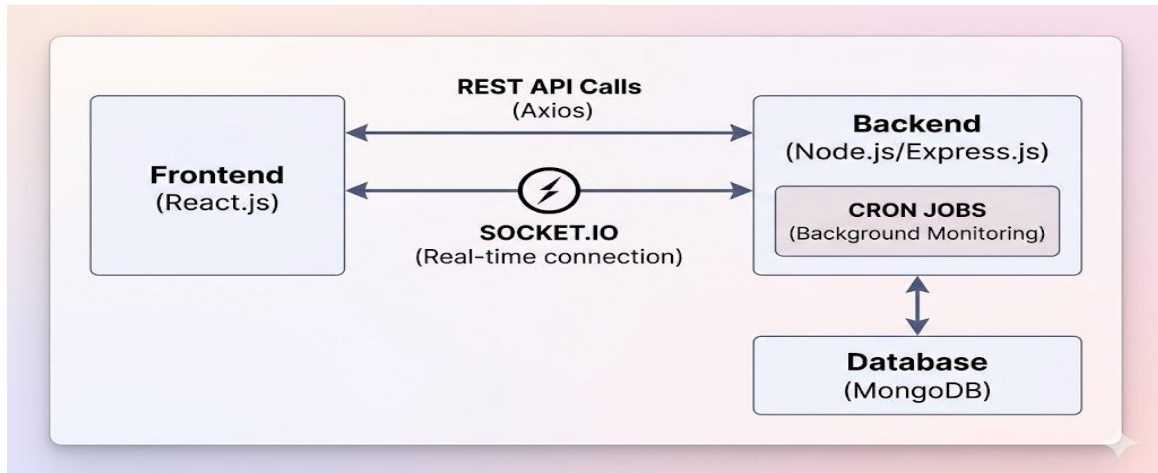 REST API Calls
(Axios)
Frontend
(React.js)
Backend
(Node.js/Express.js)
CRON JOBS
(Background Monitoring)
SOCKET.IO
(Real-time connection)
Database
(MongoDB)